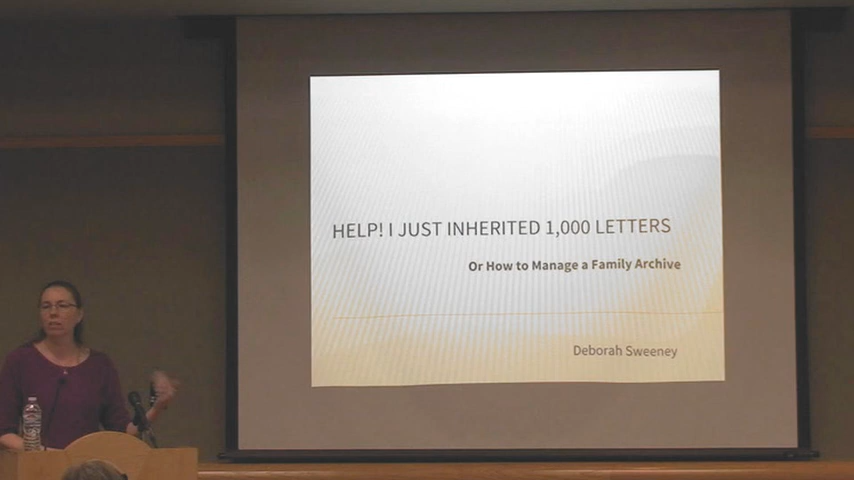 HELP! I JUST INHERITED 1,000 LETTERS
Or How to Manage a Family Archive
Deborah Sweeney